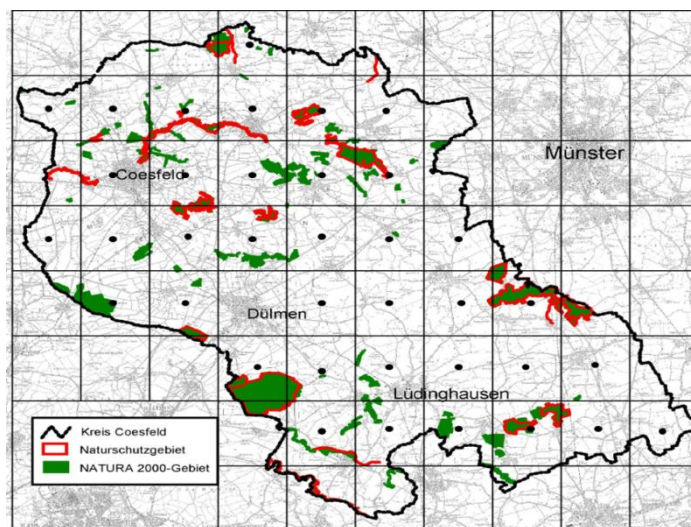 Münster
Coesfeld
Dülmen
Lüdinghausen
Kreis Coesfeld
Naturschutzgebiet
NATURA 2000-Gebiet